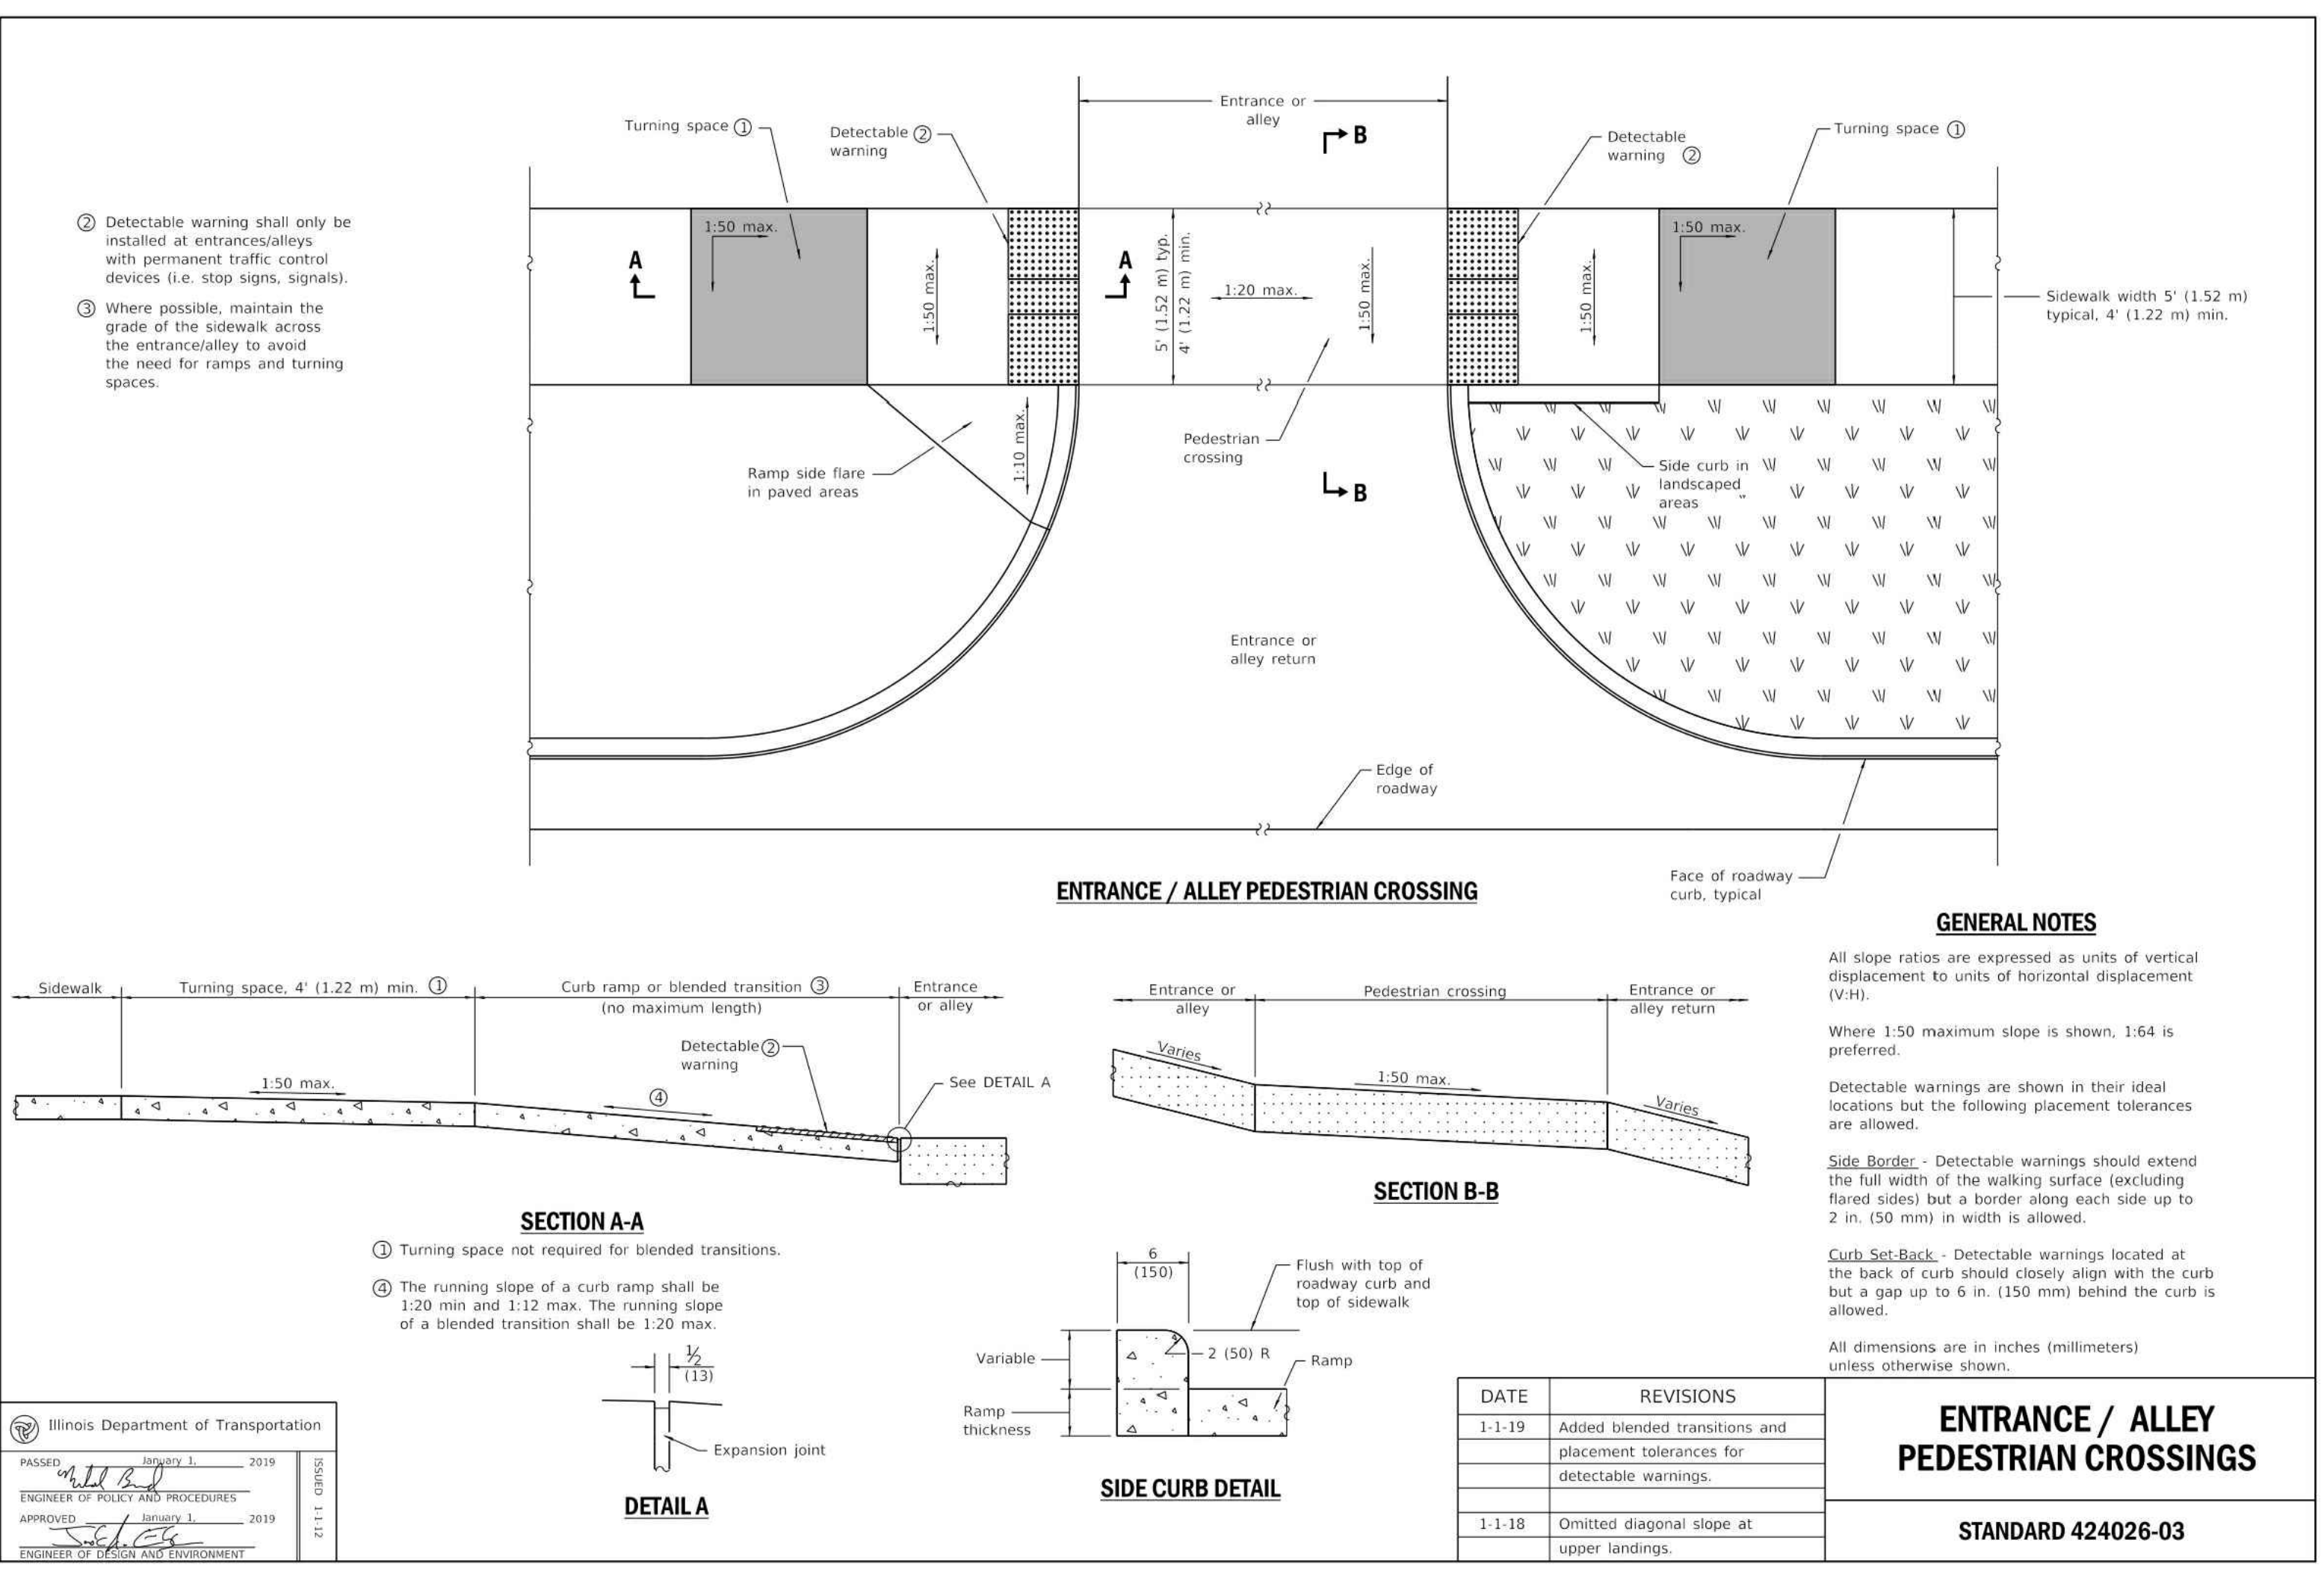 Entrance or
alley
B
Turning space ①
Detectable ②
warning
Detectable
warning ②
Turning space ①
② Detectable warning shall only be
installed at entrances/alleys
with permanent traffic control
devices (i.e. stop signs, signals).
③ Where possible, maintain the
grade of the sidewalk across
the entrance/alley to avoid
the need for ramps and turning
spaces.
1:50 max.
A
1:50 max.
A
5' (1.52 m) typ.
4' (1.22 m) min.
1:20 max.
1:50 max.
1:50 max.
1:50 max.
Sidewalk width 5' (1.52 m)
typical, 4' (1.22 m) min.
1:10 max.
Ramp side flare
in paved areas
Pedestrian
crossing
B
Side curb in
landscaped
areas
Entrance or
alley return
Edge of
roadway
Face of roadway
curb, typical
ENTRANCE / ALLEY PEDESTRIAN CROSSING
Sidewalk
Turning space, 4' (1.22 m) min. ①
Curb ramp or blended transition ③
(no maximum length)
Entrance
or alley
Detectable ②
warning
See DETAIL A
1:50 max.
④
SECTION A-A
① Turning space not required for blended transitions.
④ The running slope of a curb ramp shall be
1:20 min and 1:12 max. The running slope
of a blended transition shall be 1:20 max.
Entrance or
alley
Pedestrian crossing
Entrance or
alley return
Varies
1:50 max.
Varies
SECTION B-B
½
(13)
Expansion joint
DETAIL A
6
(150)
Flush with top of
roadway curb and
top of sidewalk
Variable
2 (50) R
Ramp
Ramp
thickness
SIDE CURB DETAIL
GENERAL NOTES
All slope ratios are expressed as units of vertical
displacement to units of horizontal displacement
(V:H).
Where 1:50 maximum slope is shown, 1:64 is
preferred.
Detectable warnings are shown in their ideal
locations but the following placement tolerances
are allowed.
Side Border - Detectable warnings should extend
the full width of the walking surface (excluding
flared sides) but a border along each side up to
2 in. (50 mm) in width is allowed.
Curb Set-Back - Detectable warnings located at
the back of curb should closely align with the curb
but a gap up to 6 in. (150 mm) behind the curb is
allowed.
All dimensions are in inches (millimeters)
unless otherwise shown.
Illinois Department of Transportation
PASSED January 1, 2019
ENGINEER OF POLICY AND PROCEDURES
APPROVED January 1, 2019
ENGINEER OF DESIGN AND ENVIRONMENT
ISSUED 1-1-12
DATE REVISIONS
1-1-19 Added blended transitions and
placement tolerances for
detectable warnings.
1-1-18 Omitted diagonal slope at
upper landings.
ENTRANCE / ALLEY
PEDESTRIAN CROSSINGS
STANDARD 424026-03